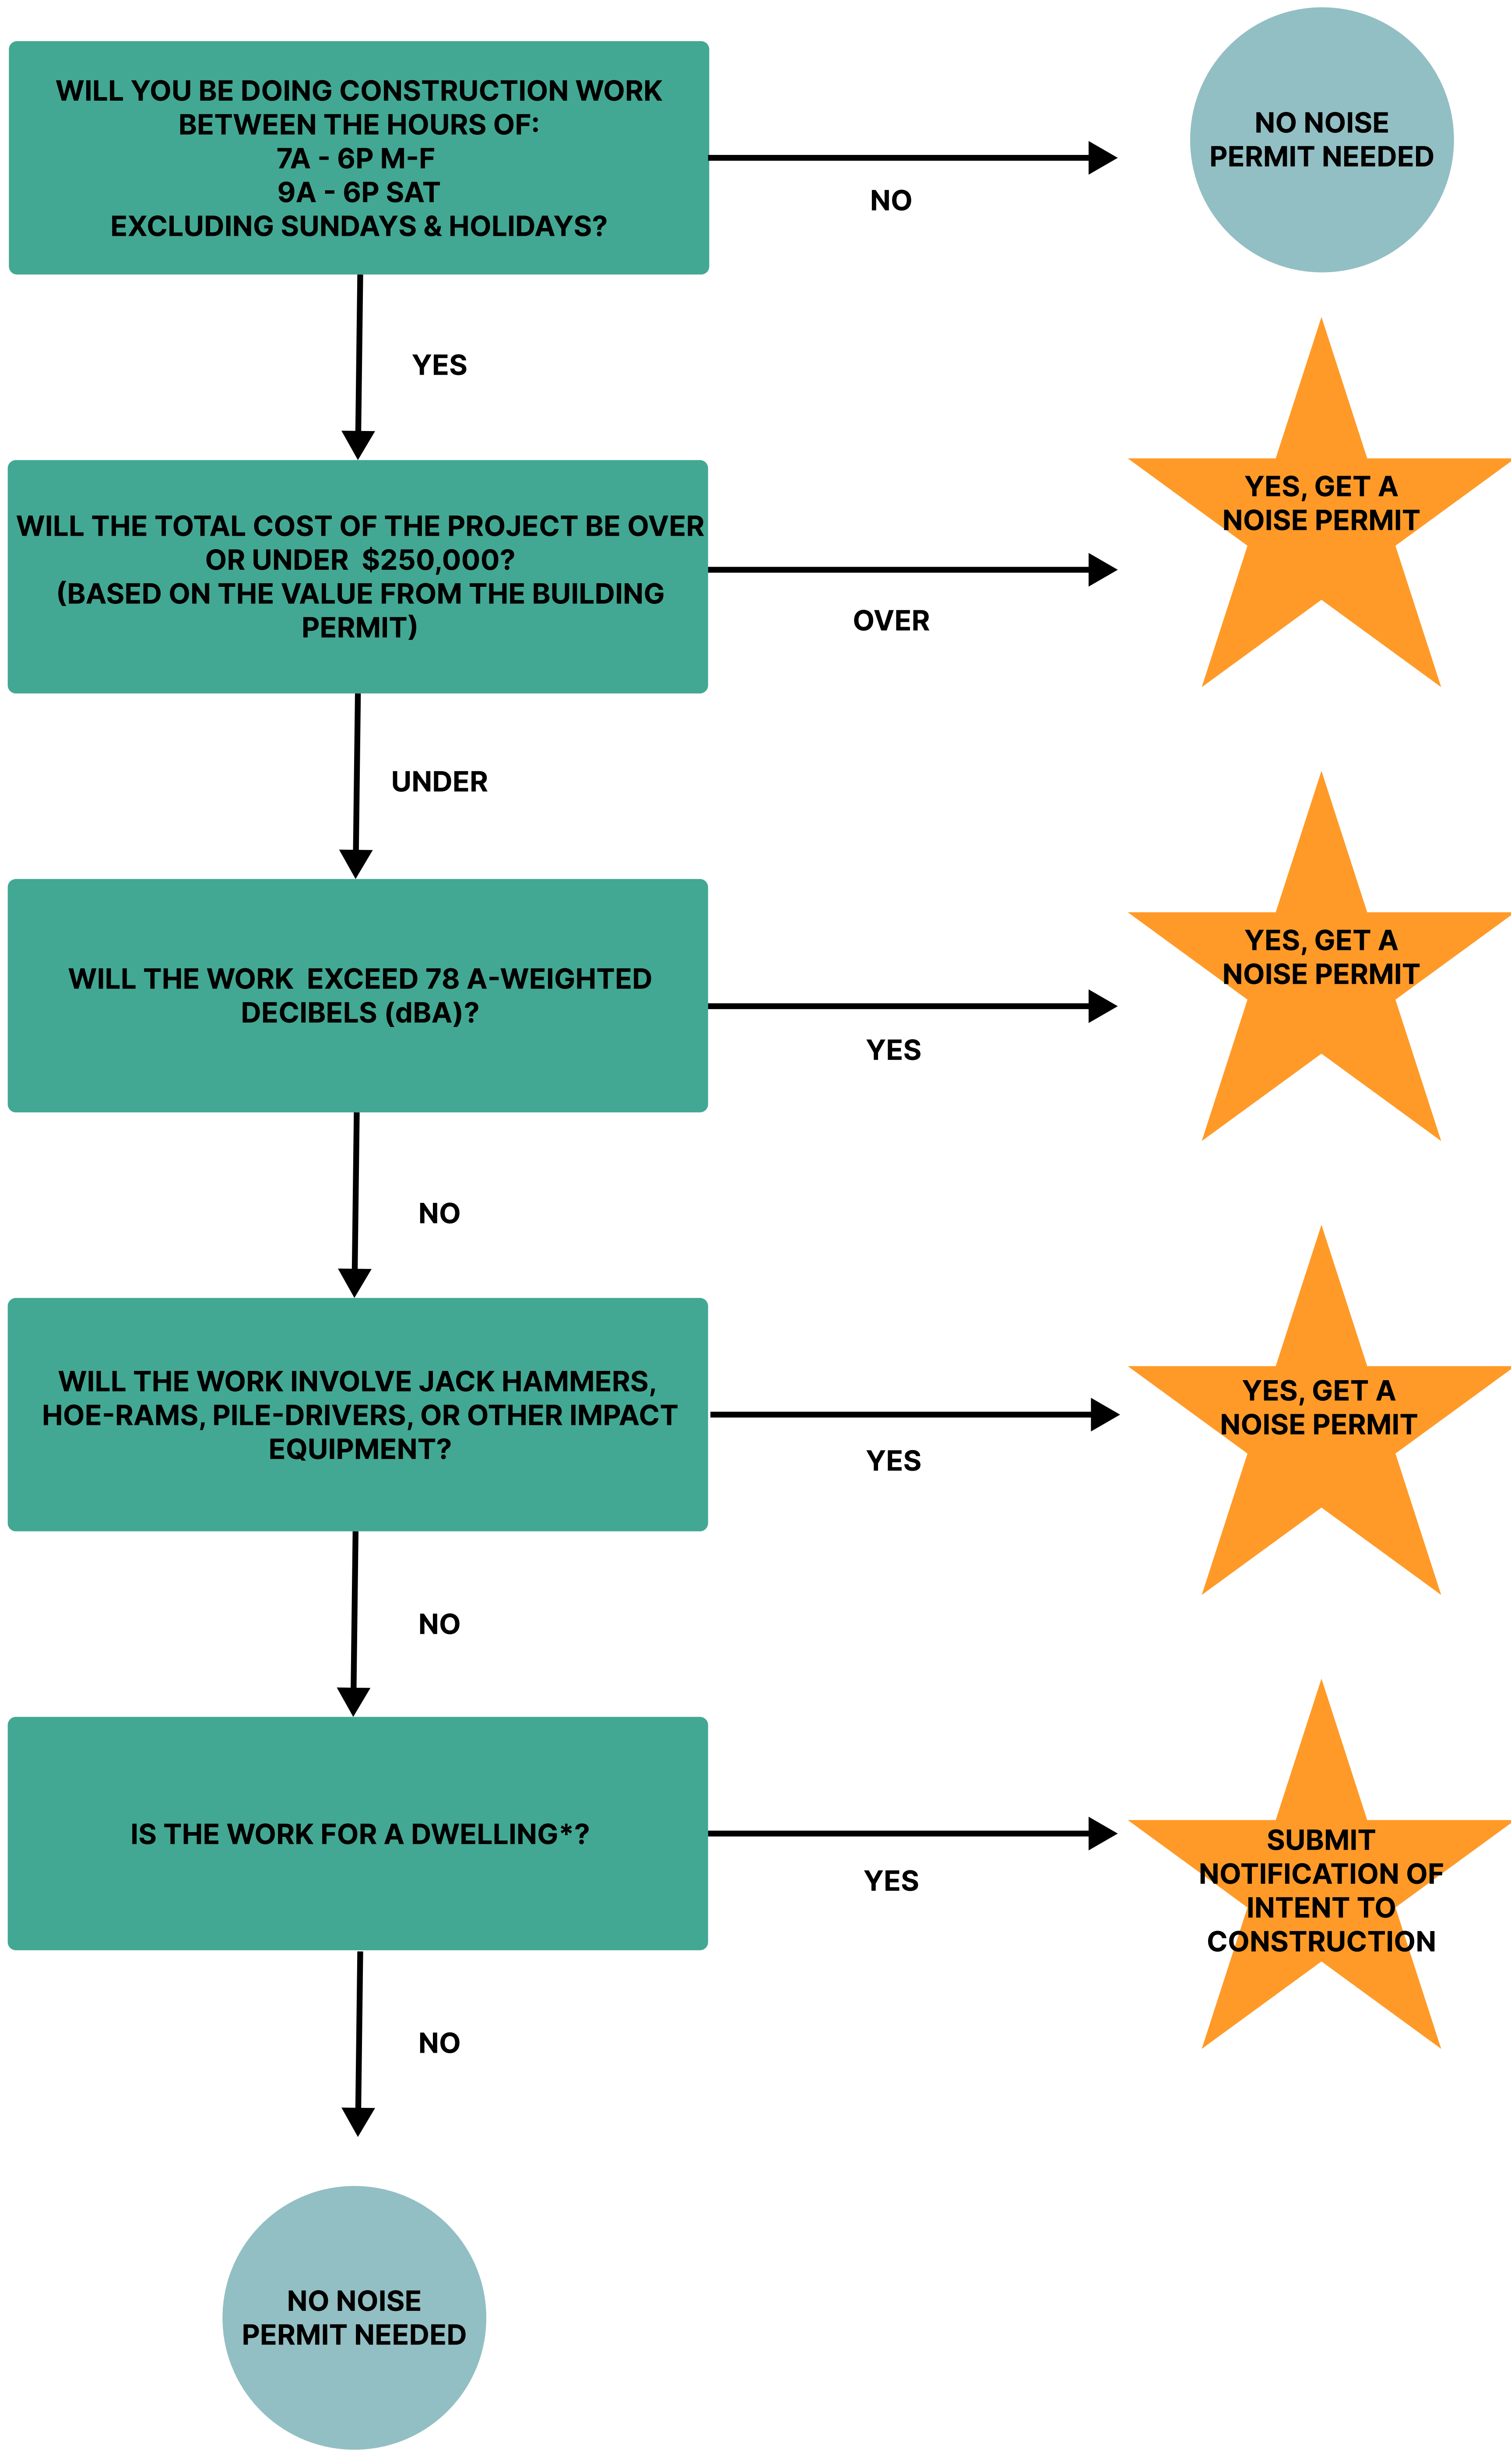 WILL YOU BE DOING CONSTRUCTION WORK
BETWEEN THE HOURS OF:
7A - 6P M-F
9A - 6P SAT
EXCLUDING SUNDAYS & HOLIDAYS?
NO
NO NOISE
PERMIT NEEDED
YES
WILL THE TOTAL COST OF THE PROJECT BE OVER
OR UNDER $250,000?
(BASED ON THE VALUE FROM THE BUILDING
PERMIT)
OVER
YES, GET A
NOISE PERMIT
UNDER
WILL THE WORK EXCEED 78 A-WEIGHTED
DECIBELS (dBA)?
YES
YES, GET A
NOISE PERMIT
NO
WILL THE WORK INVOLVE JACK HAMMERS,
HOE-RAMS, PILE-DRIVERS, OR OTHER IMPACT
EQUIPMENT?
YES
YES, GET A
NOISE PERMIT
NO
IS THE WORK FOR A DWELLING*?
YES
SUBMIT
NOTIFICATION OF
INTENT TO
CONSTRUCTION
NO
NO NOISE
PERMIT NEEDED